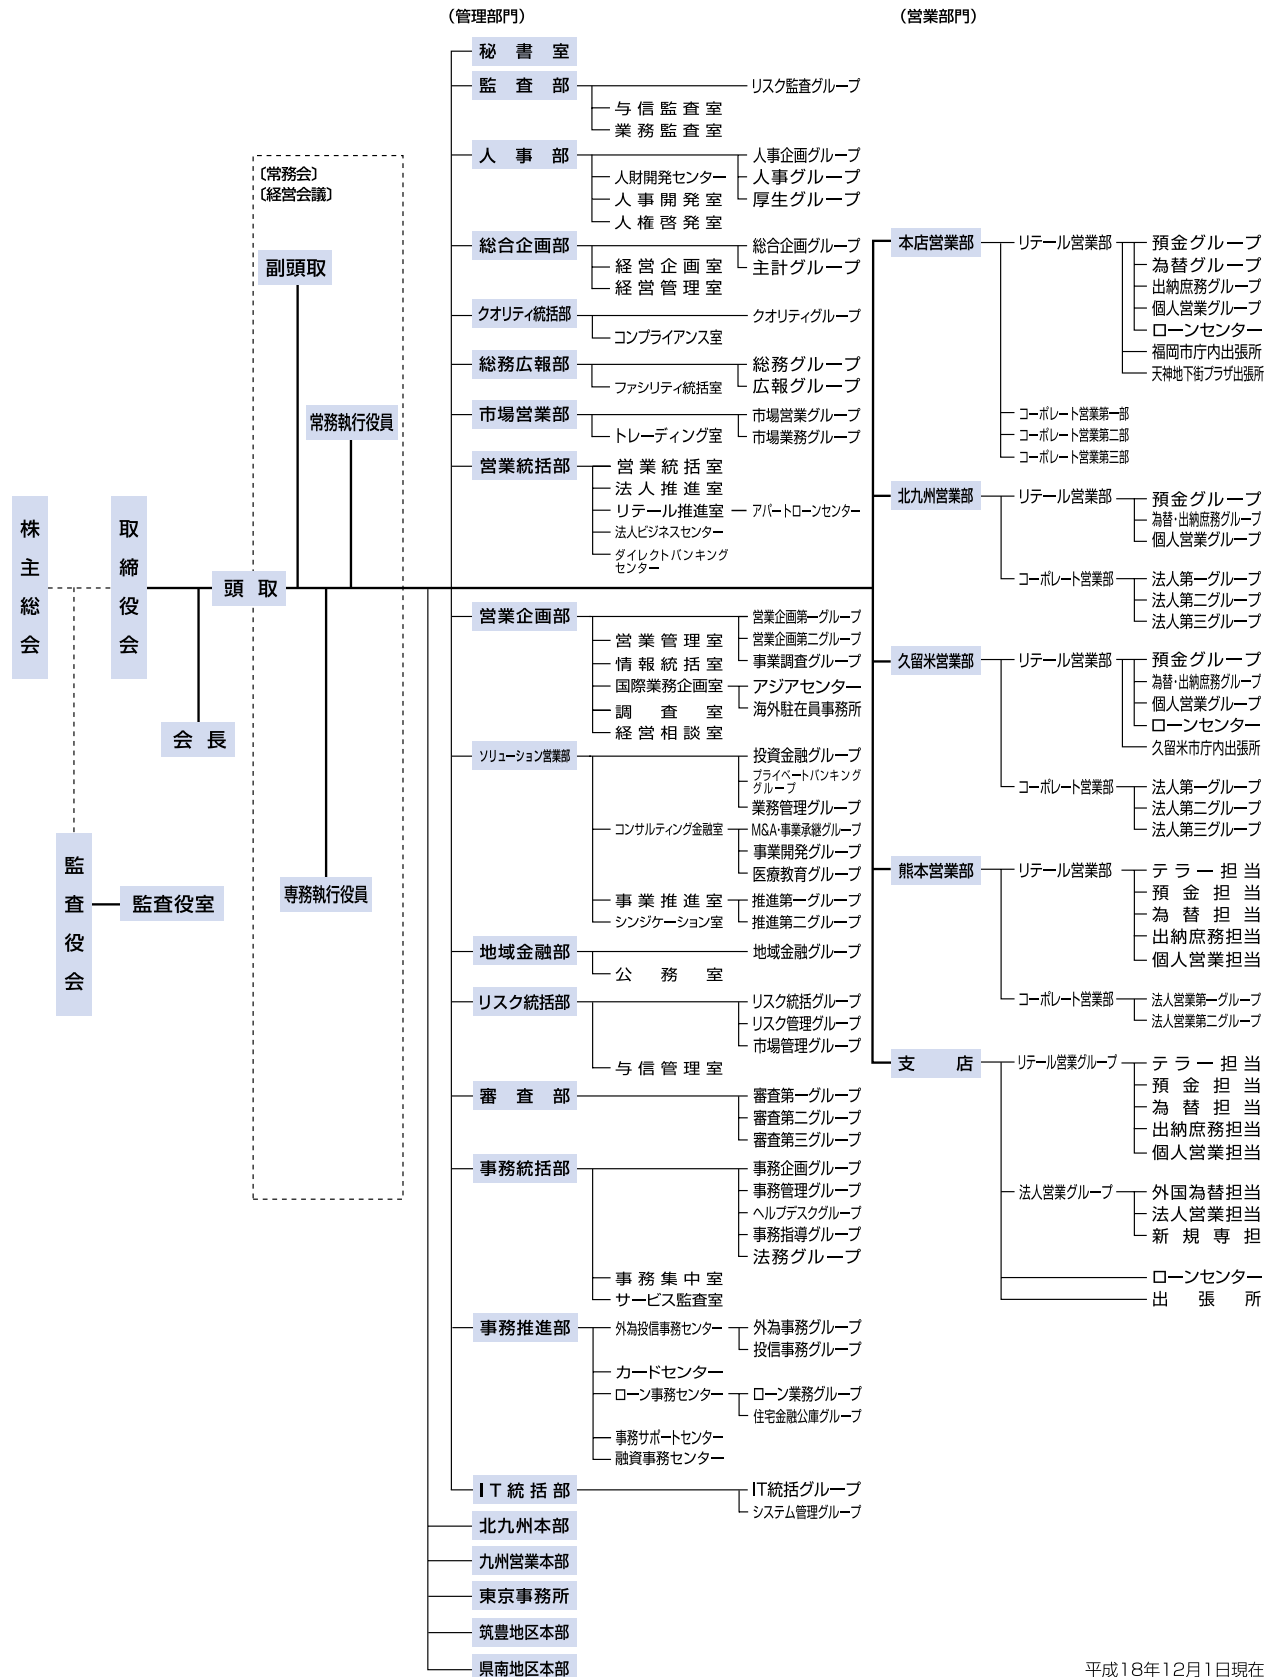 (管理部門)
(営業部門)
株主総会
取締役会
監査役会
監査役室
会長
頭取
〔常務会〕
〔経営会議〕
副頭取
常務執行役員
専務執行役員
秘書室
監査部
リスク監査グループ
与信監査室
業務監査室
人事部
人事企画グループ
人財開発センター
人事グループ
人事開発室
厚生グループ
人権啓発室
総合企画部
総合企画グループ
経営企画室
主計グループ
経営管理室
クオリティ統括部
クオリティグループ
コンプライアンス室
総務広報部
総務グループ
ファシリティ統括室
広報グループ
市場営業部
市場営業グループ
トレーディング室
市場業務グループ
営業統括部
営業統括室
法人推進室
リテール推進室
アパートローンセンター
法人ビジネスセンター
ダイレクトバンキング
センター
営業企画部
営業企画第一グループ
営業管理室
営業企画第二グループ
情報統括室
事業調査グループ
国際業務企画室
アジアセンター
調査室
海外駐在員事務所
経営相談室
ソリューション営業部
投資金融グループ
プライベートバンキング
グループ
業務管理グループ
コンサルティング金融室
M&A・事業承継グループ
事業開発グループ
医療教育グループ
事業推進室
推進第一グループ
シンジケーション室
推進第二グループ
地域金融部
地域金融グループ
公務室
リスク統括部
リスク統括グループ
リスク管理グループ
市場管理グループ
与信管理室
審査部
審査第一グループ
審査第二グループ
審査第三グループ
事務統括部
事務企画グループ
事務管理グループ
ヘルプデスクグループ
事務指導グループ
法務グループ
事務集中室
サービス監査室
事務推進部
外為投信事務センター
外為事務グループ
投信事務グループ
カードセンター
ローン事務センター
ローン業務グループ
住宅金融公庫グループ
事務サポートセンター
融資事務センター
IT統括部
IT統括グループ
システム管理グループ
北九州本部
九州営業本部
東京事務所
筑豊地区本部
県南地区本部
本店営業部
リテール営業部
預金グループ
為替グループ
出納庶務グループ
個人営業グループ
ローンセンター
福岡市庁内出張所
天神地下街プラザ出張所
コーポレート営業第一部
コーポレート営業第二部
コーポレート営業第三部
北九州営業部
リテール営業部
預金グループ
為替・出納庶務グループ
個人営業グループ
コーポレート営業部
法人第一グループ
法人第二グループ
法人第三グループ
久留米営業部
リテール営業部
預金グループ
為替・出納庶務グループ
個人営業グループ
ローンセンター
久留米市庁内出張所
コーポレート営業部
法人第一グループ
法人第二グループ
法人第三グループ
熊本営業部
リテール営業部
テラー担当
預金担当
為替担当
出納庶務担当
個人営業担当
コーポレート営業部
法人営業第一グループ
法人営業第二グループ
支店
リテール営業グループ
テラー担当
預金担当
為替担当
出納庶務担当
個人営業担当
法人営業グループ
外国為替担当
法人営業担当
新規専担
ローンセンター
出張所
平成18年12月1日現在